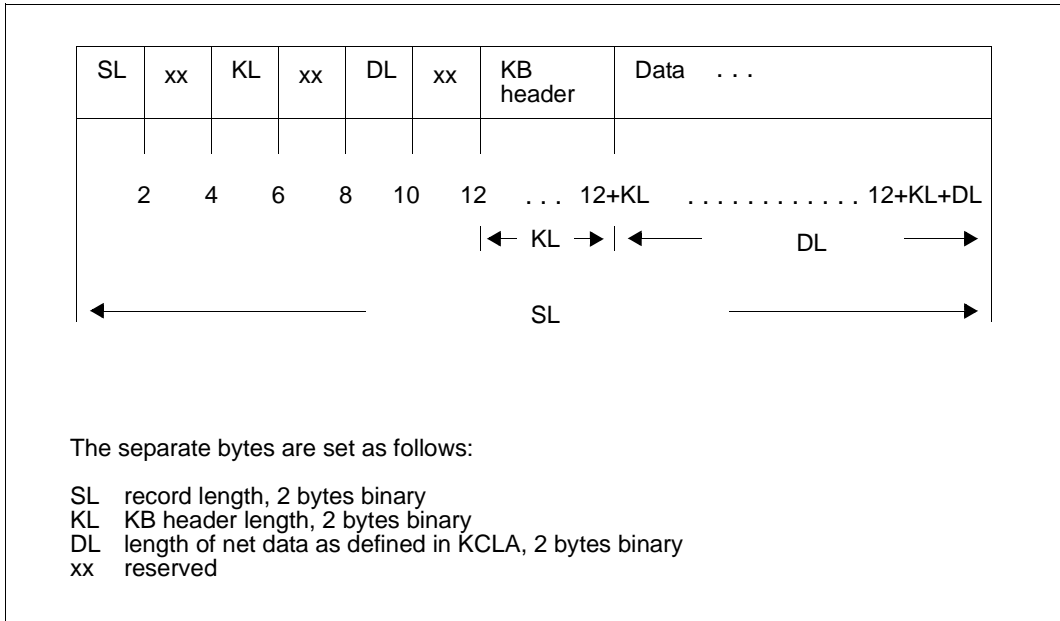 SL xx KL xx DL xx KB header Data . . .
2 4 6 8 10 12 . . . 12+KL . . . . . . . . . . . . . 12+KL+DL
KL DL
SL
The separate bytes are set as follows:
SL record length, 2 bytes binary
KL KB header length, 2 bytes binary
DL length of net data as defined in KCLA, 2 bytes binary
xx reserved